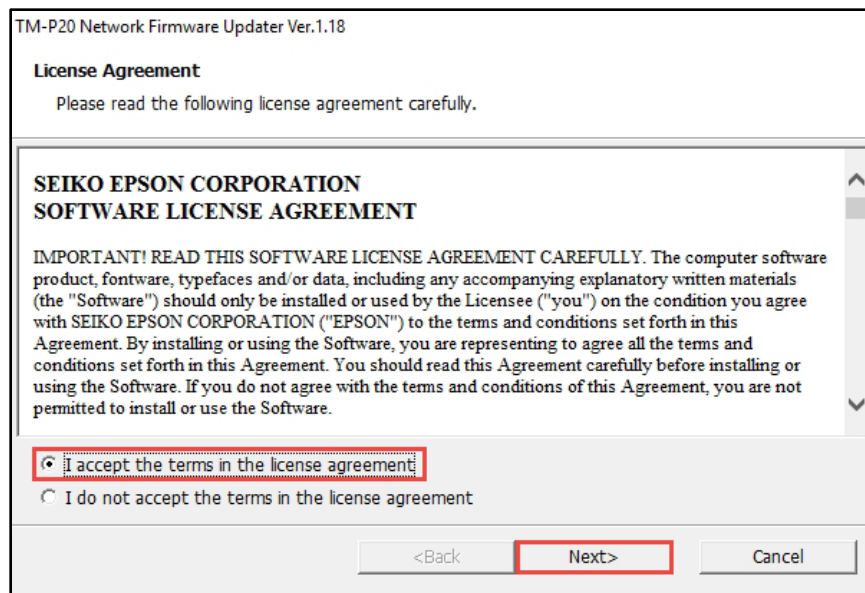 TM-P20 Network Firmware Updater Ver.1.18
License Agreement
Please read the following license agreement carefully.
SEIKO EPSON CORPORATION
SOFTWARE LICENSE AGREEMENT
IMPORTANT! READ THIS SOFTWARE LICENSE AGREEMENT CAREFULLY. The computer software
product, fontware, typefaces and/or data, including any accompanying explanatory written materials
(the "Software") should only be installed or used by the Licensee ("you") on the condition you agree
with SEIKO EPSON CORPORATION ("EPSON") to the terms and conditions set forth in this
Agreement. By installing or using the Software, you are representing to agree all the terms and
conditions set forth in this Agreement. You should read this Agreement carefully before installing or
using the Software. If you do not agree with the terms and conditions of this Agreement, you are not
permitted to install or use the Software.
I accept the terms in the license agreement
I do not accept the terms in the license agreement
<Back Next> Cancel